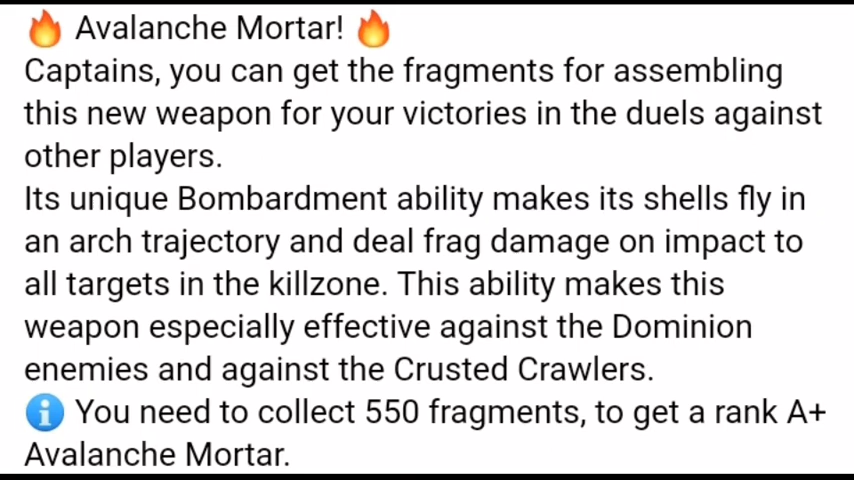 🔥 Avalanche Mortar! 🔥
Captains, you can get the fragments for assembling
this new weapon for your victories in the duels against
other players.
Its unique Bombardment ability makes its shells fly in
an arch trajectory and deal frag damage on impact to
all targets in the killzone. This ability makes this
weapon especially effective against the Dominion
enemies and against the Crusted Crawlers.
ℹ️ You need to collect 550 fragments, to get a rank A+
Avalanche Mortar.